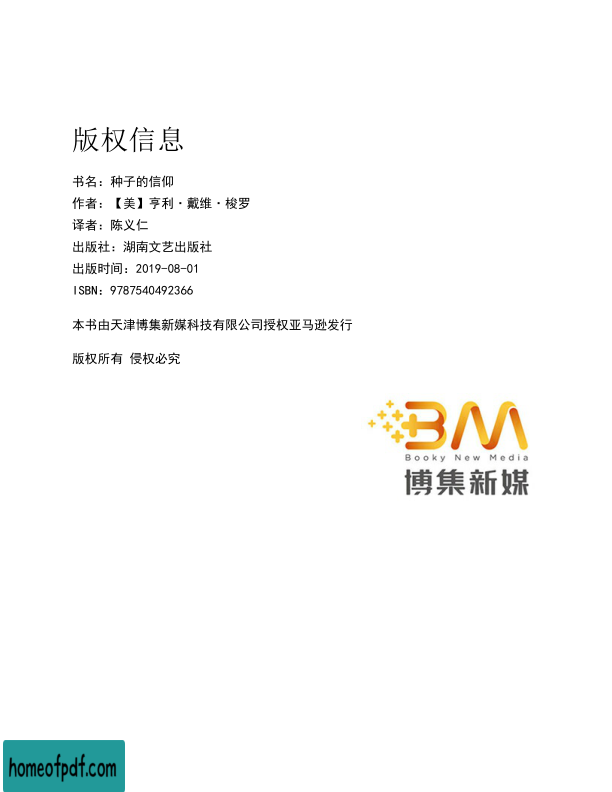 版权信息
书名：种子的信仰
作者：【美】亨利·戴维·梭罗
译者：陈义仁
出版社：湖南文艺出版社
出版时间：2019-08-01
ISBN：9787540492366
本书由天津博集新媒科技有限公司授权亚马逊发行
版权所有 侵权必究
BM
Booky New Media
博集新媒
homeofpdf.com